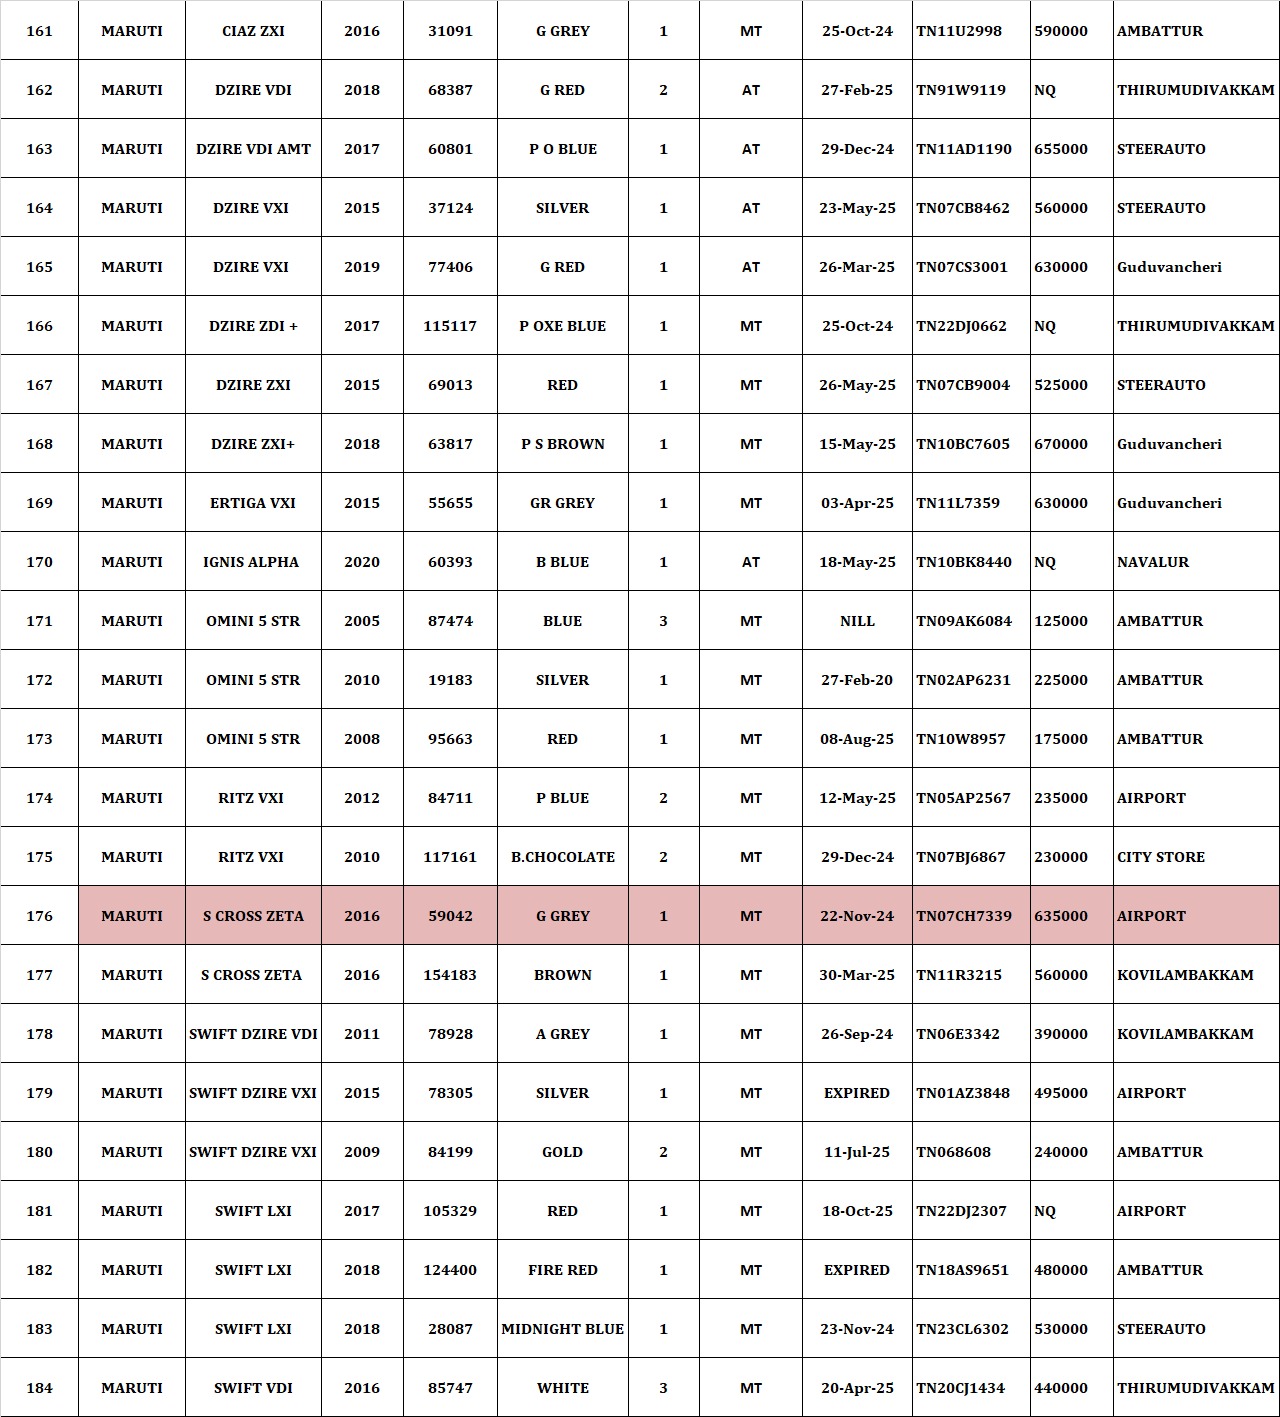 161 MARUTI CIAZ ZXI 2016 31091 G GREY 1 MT 25-Oct-24 TN11U2998 590000 AMBATTUR
162 MARUTI DZIRE VDI 2018 68387 G RED 2 AT 27-Feb-25 TN91W9119 NQ THIRUMUDIVAKKAM
163 MARUTI DZIRE VDI AMT 2017 60801 P O BLUE 1 AT 29-Dec-24 TN11AD1190 655000 STEERAUTO
164 MARUTI DZIRE VXI 2015 37124 SILVER 1 AT 23-May-25 TN07CB8462 560000 STEERAUTO
165 MARUTI DZIRE VXI 2019 77406 G RED 1 AT 26-Mar-25 TN07CS3001 630000 Guduvancheri
166 MARUTI DZIRE ZDI + 2017 115117 P OXE BLUE 1 MT 25-Oct-24 TN22DJ0662 NQ THIRUMUDIVAKKAM
167 MARUTI DZIRE ZXI 2015 69013 RED 1 MT 26-May-25 TN07CB9004 525000 STEERAUTO
168 MARUTI DZIRE ZXI+ 2018 63817 P S BROWN 1 MT 15-May-25 TN10BC7605 670000 Guduvancheri
169 MARUTI ERTIGA VXI 2015 55655 GR GREY 1 MT 03-Apr-25 TN11L7359 630000 Guduvancheri
170 MARUTI IGNIS ALPHA 2020 60393 B BLUE 1 AT 18-May-25 TN10BK8440 NQ NAVALUR
171 MARUTI OMINI 5 STR 2005 87474 BLUE 3 MT NILL TN09AK6084 125000 AMBATTUR
172 MARUTI OMINI 5 STR 2010 19183 SILVER 1 MT 27-Feb-20 TN02AP6231 225000 AMBATTUR
173 MARUTI OMINI 5 STR 2008 95663 RED 1 MT 08-Aug-25 TN10W8957 175000 AMBATTUR
174 MARUTI RITZ VXI 2012 84711 P BLUE 2 MT 12-May-25 TN05AP2567 235000 AIRPORT
175 MARUTI RITZ VXI 2010 117161 B.CHOCOLATE 2 MT 29-Dec-24 TN07BJ6867 230000 CITY STORE
176 MARUTI S CROSS ZETA 2016 59042 G GREY 1 MT 22-Nov-24 TN07CH7339 635000 AIRPORT
177 MARUTI S CROSS ZETA 2016 154183 BROWN 1 MT 30-Mar-25 TN11R3215 560000 KOVILAMBAKKAM
178 MARUTI SWIFT DZIRE VDI 2011 78928 A GREY 1 MT 26-Sep-24 TN06E3342 390000 KOVILAMBAKKAM
179 MARUTI SWIFT DZIRE VXI 2015 78305 SILVER 1 MT EXPIRED TN01AZ3848 495000 AIRPORT
180 MARUTI SWIFT DZIRE VXI 2009 84199 GOLD 2 MT 11-Jul-25 TN068608 240000 AMBATTUR
181 MARUTI SWIFT LXI 2017 105329 RED 1 MT 18-Oct-25 TN22DJ2307 NQ AIRPORT
182 MARUTI SWIFT LXI 2018 124400 FIRE RED 1 MT EXPIRED TN18AS9651 480000 AMBATTUR
183 MARUTI SWIFT LXI 2018 28087 MIDNIGHT BLUE 1 MT 23-Nov-24 TN23CL6302 530000 STEERAUTO
184 MARUTI SWIFT VDI 2016 85747 WHITE 3 MT 20-Apr-25 TN20CJ1434 440000 THIRUMUDIVAKKAM